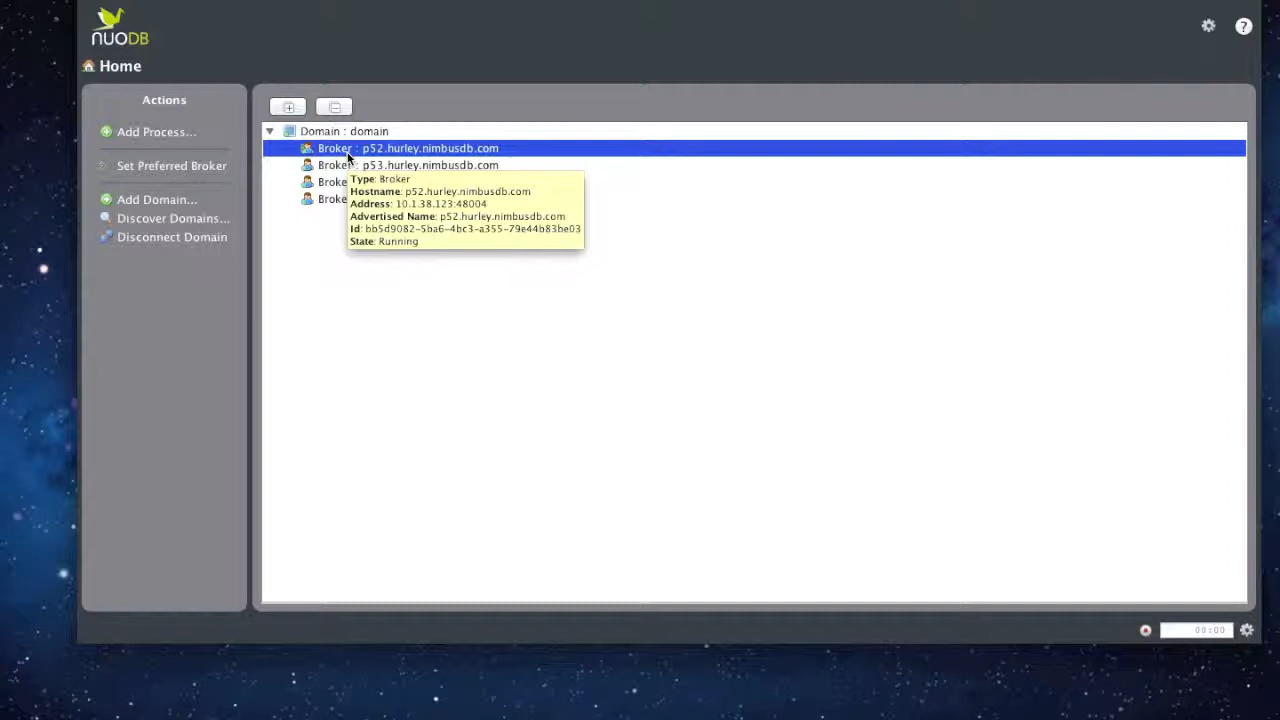 NUODB
?
Home
Actions
Add Process...
Set Preferred Broker
Add Domain...
Discover Domains...
Disconnect Domain
Domain : domain
Broker : p52.hurley.nimbusdb.com
Broker : p53.hurley.nimbusdb.com
Broke
Broke
Type: Broker
Hostname: p52.hurley.nimbusdb.com
Address: 10.1.38.123:48004
Advertised Name: p52.hurley.nimbusdb.com
Id: bb5d9082-5ba6-4bc3-a355-79e44b83be03
State: Running
00:00